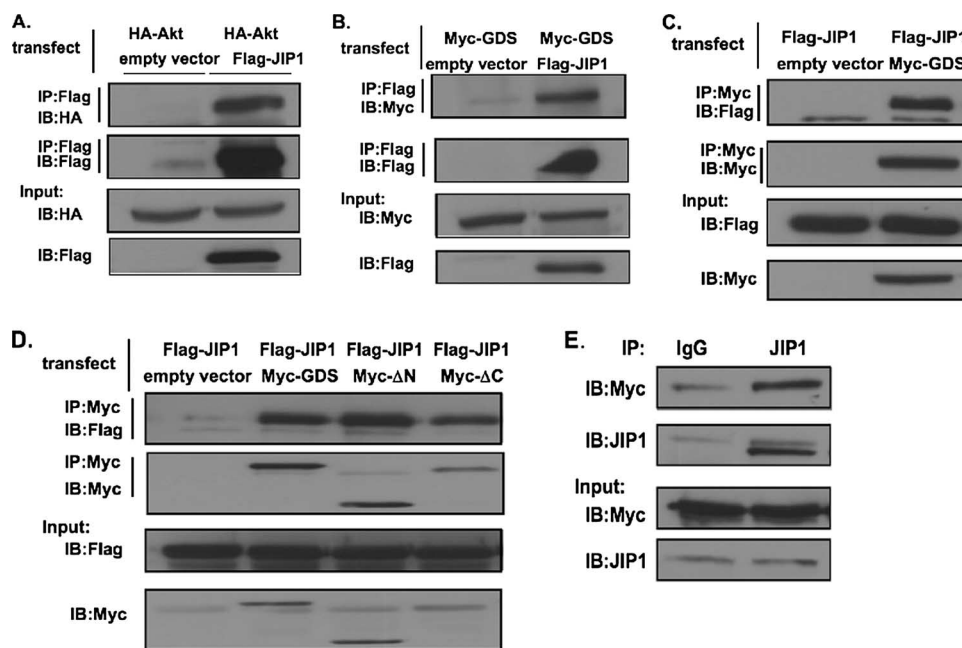 A.
HA-Akt HA-Akt
transfect
empty vector Flag-JIP1
IP:Flag
IB:HA
IP:Flag
IB:Flag
Input:
IB:HA
IB:Flag
B.
Myc-GDS Myc-GDS
transfect
empty vector Flag-JIP1
IP:Flag
IB:Myc
IP:Flag
IB:Flag
Input:
IB:Myc
IB:Flag
C.
Flag-JIP1 Flag-JIP1
transfect
empty vector Myc-GDS
IP:Myc
IB:Flag
IP:Myc
IB:Myc
Input:
IB:Flag
IB:Myc
D.
Flag-JIP1 Flag-JIP1 Flag-JIP1 Flag-JIP1
transfect
empty vector Myc-GDS Myc-ΔN Myc-ΔC
IP:Myc
IB:Flag
IP:Myc
IB:Myc
Input:
IB:Flag
IB:Myc
E.
IP: IgG JIP1
IB:Myc
IB:JIP1
Input:
IB:Myc
IB:JIP1